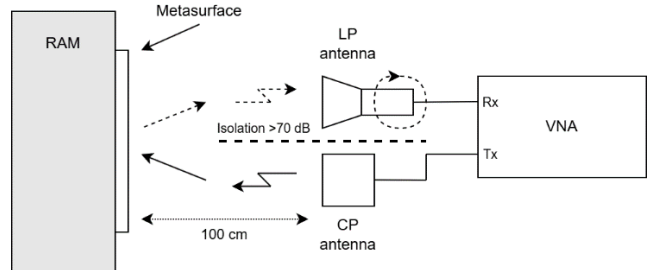 Metasurface
RAM
LP
antenna
Rx
VNA
Isolation >70 dB
Tx
100 cm
CP
antenna